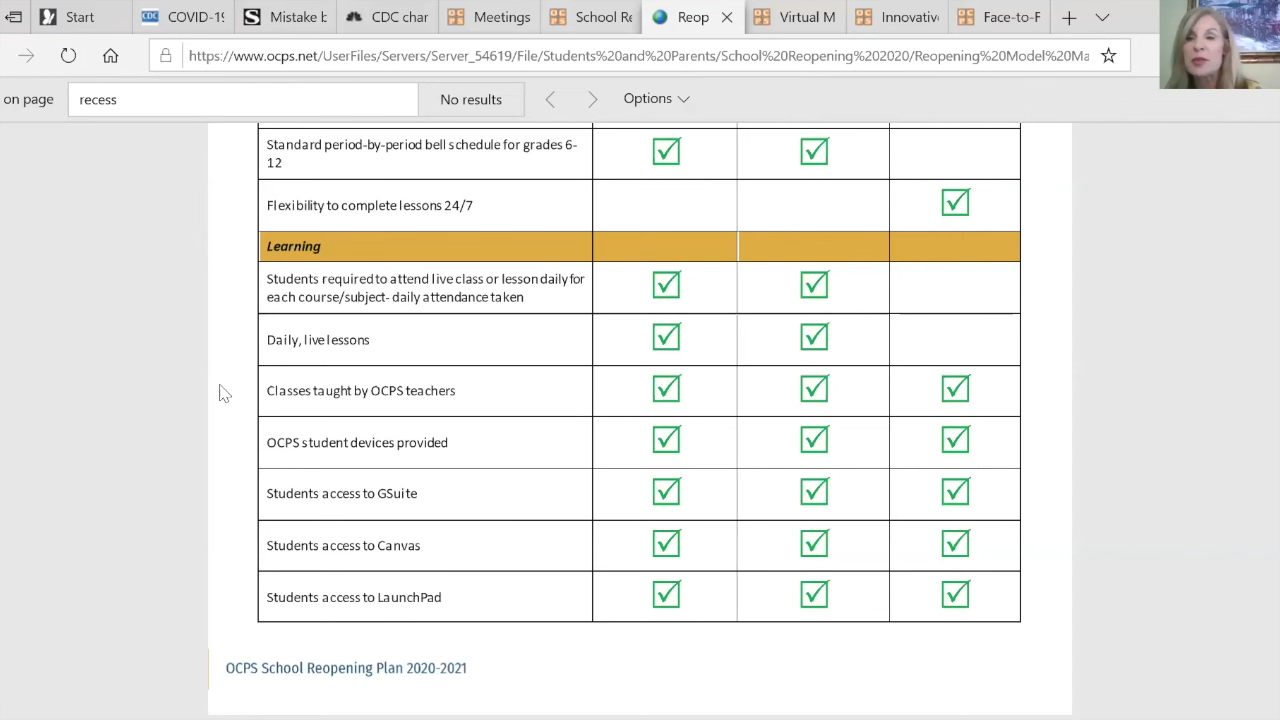 Start
COVID-19
Mistake b
CDC char
Meetings
School Re
Reop
Virtual M
Innovative
Face-to-F
https://www.ocps.net/UserFiles/Servers/Server_54619/File/Students%20and%20Parents/School%20Reopening%202020/Reopening%20Model%20Ma
on page
recess
No results
Options
Standard period-by-period bell schedule for grades 6-
12
Flexibility to complete lessons 24/7
Learning
Students required to attend live class or lesson daily for
each course/subject- daily attendance taken
Daily, live lessons
Classes taught by OCPS teachers
OCPS student devices provided
Students access to GSuite
Students access to Canvas
Students access to LaunchPad
OCPS School Reopening Plan 2020-2021